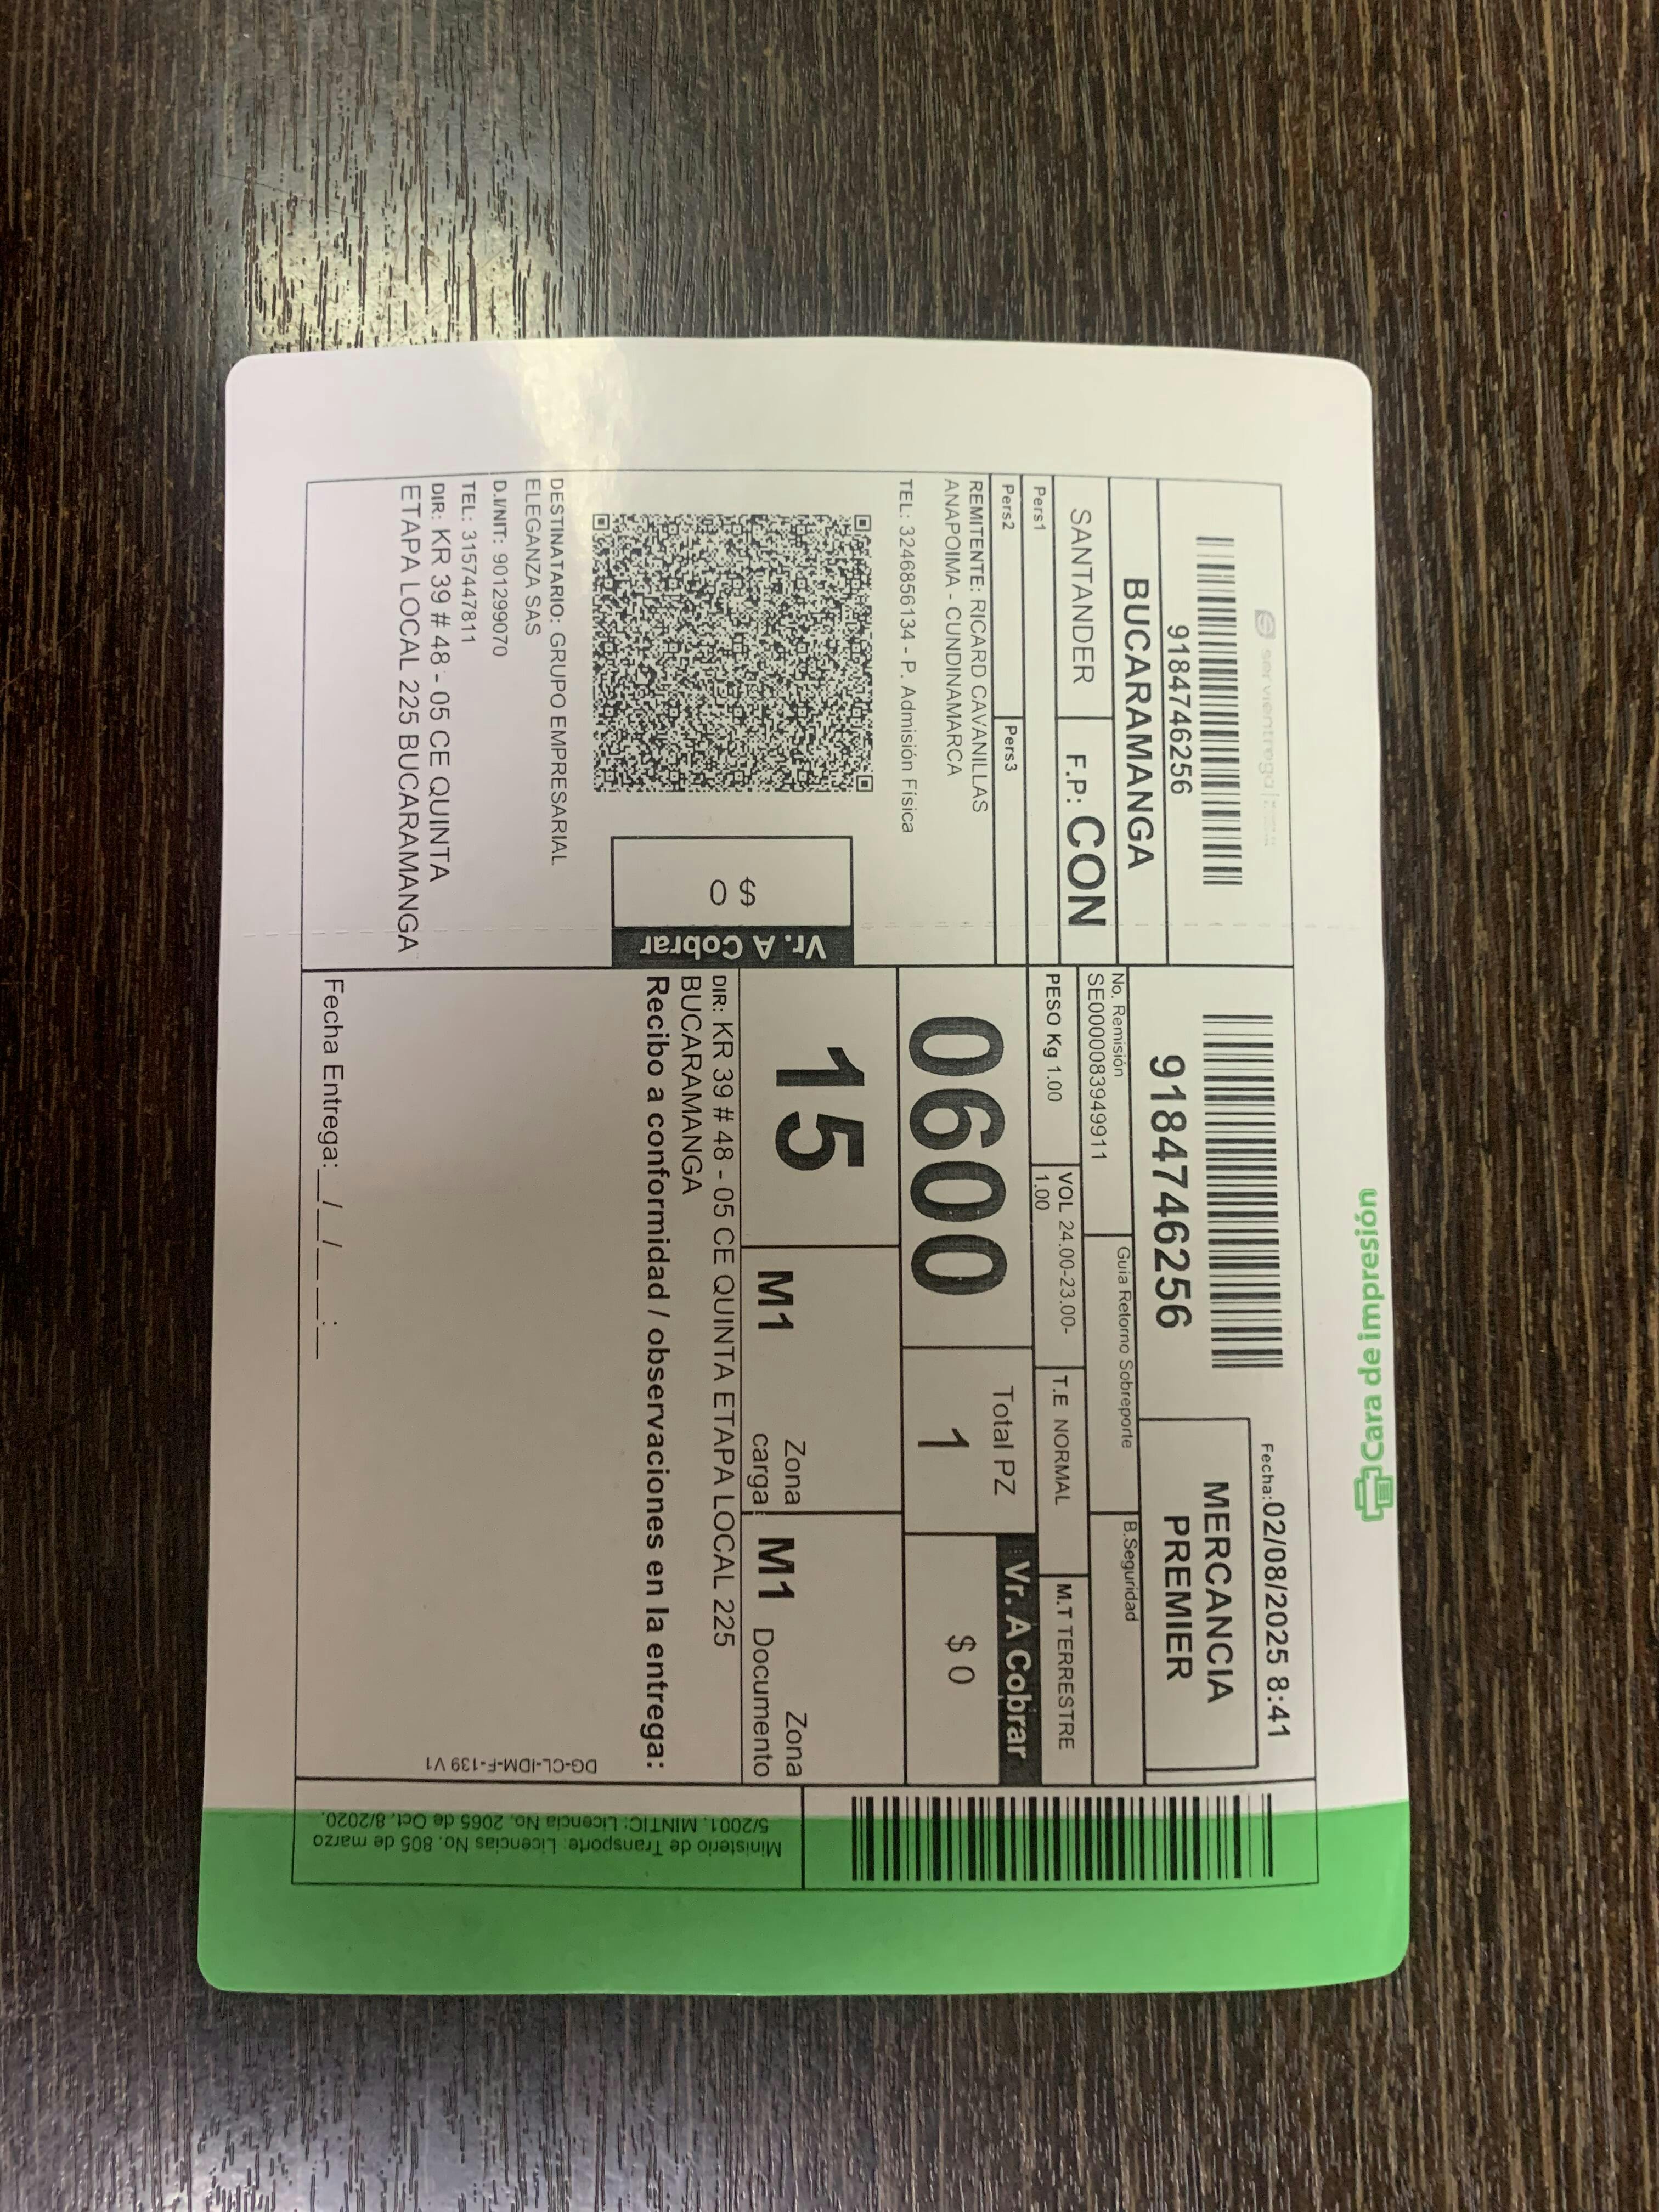 Cara de impresión
servientrega
9184746256
BUCARAMANGA
SANTANDER
F.P: CON
Pers1
Pers2
Pers3
REMITENTE: RICARD CAVANILLAS
ANAPOIMA - CUNDINAMARCA
TEL: 3246856134 - P. Admisión Física
$
0
Vr. A Cobrar
DESTINATARIO: GRUPO EMPRESARIAL
ELEGANZA SAS
D.I/NIT: 901299070
TEL: 3157447811
DIR: KR 39 # 48 - 05 CE QUINTA
ETAPA LOCAL 225 BUCARAMANGA
Fecha: 02/08/2025 8:41
9184746256
MERCANCIA
PREMIER
No. Remisión
SE0000083949911
Guia Retorno Sobreporte
B.Seguridad
PESO Kg 1.00
VOL 24.00-23.00-
1.00
T.E NORMAL
M.T TERRESTRE
0600
Total PZ
1
Vr. A Cobrar
$ 0
15
M1
Zona
carga
M1
Zona
Documento
DIR: KR 39 # 48 - 05 CE QUINTA ETAPA LOCAL 225
BUCARAMANGA
Recibo a conformidad / observaciones en la entrega:
Fecha Entrega:__/__/__ __:__
DG-CL-IDM-F-139 V1
Ministerio de Transporte: Licencias No. 805 de marzo
5/2001. MINTIC: Licencia No. 2065 de Oct. 8/2020.